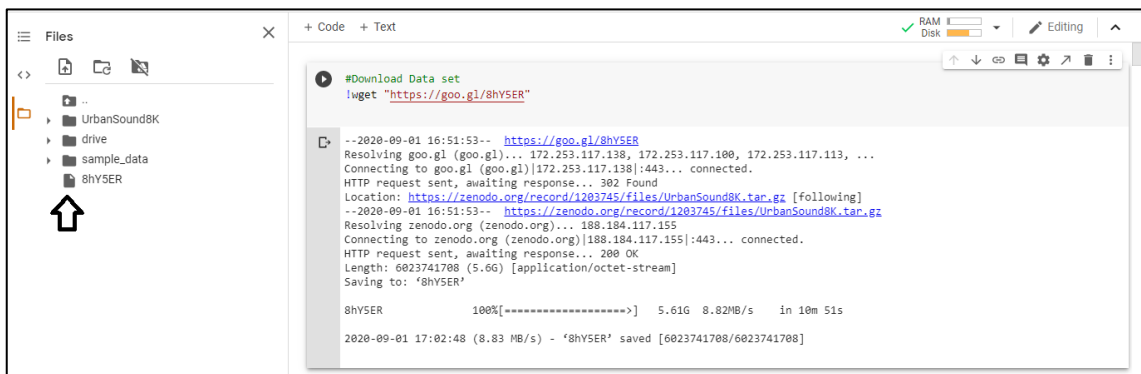 Files
..
UrbanSound8K
drive
sample_data
8hY5ER
+ Code + Text
RAM
Disk
Editing
#Download Data set
!wget "https://goo.gl/8hY5ER"
--2020-09-01 16:51:53-- https://goo.gl/8hY5ER
Resolving goo.gl (goo.gl)... 172.253.117.138, 172.253.117.100, 172.253.117.113, ...
Connecting to goo.gl (goo.gl)|172.253.117.138|:443... connected.
HTTP request sent, awaiting response... 302 Found
Location: https://zenodo.org/record/1203745/files/UrbanSound8K.tar.gz [following]
--2020-09-01 16:51:53-- https://zenodo.org/record/1203745/files/UrbanSound8K.tar.gz
Resolving zenodo.org (zenodo.org)... 188.184.117.155
Connecting to zenodo.org (zenodo.org)|188.184.117.155|:443... connected.
HTTP request sent, awaiting response... 200 OK
Length: 6023741708 (5.6G) [application/octet-stream]
Saving to: ‘8hY5ER’
8hY5ER 100%[===================>] 5.61G 8.82MB/s in 10m 51s
2020-09-01 17:02:48 (8.83 MB/s) - ‘8hY5ER’ saved [6023741708/6023741708]